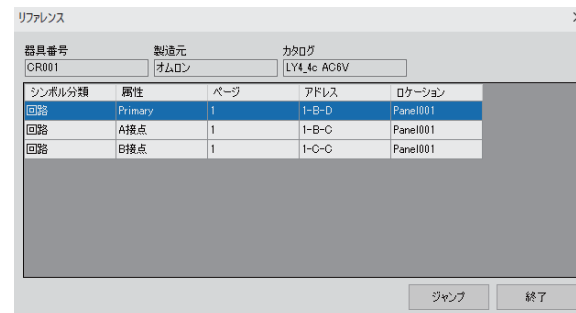 リファレンス
器具番号 製造元 カタログ
CR001 オムロン LY4_4c AC6V
シンボル分類 属性 ページ アドレス ロケーション
回路 Primary 1 1-B-D Panel001
回路 A接点 1 1-B-C Panel001
回路 B接点 1 1-C-C Panel001
ジャンプ 終了